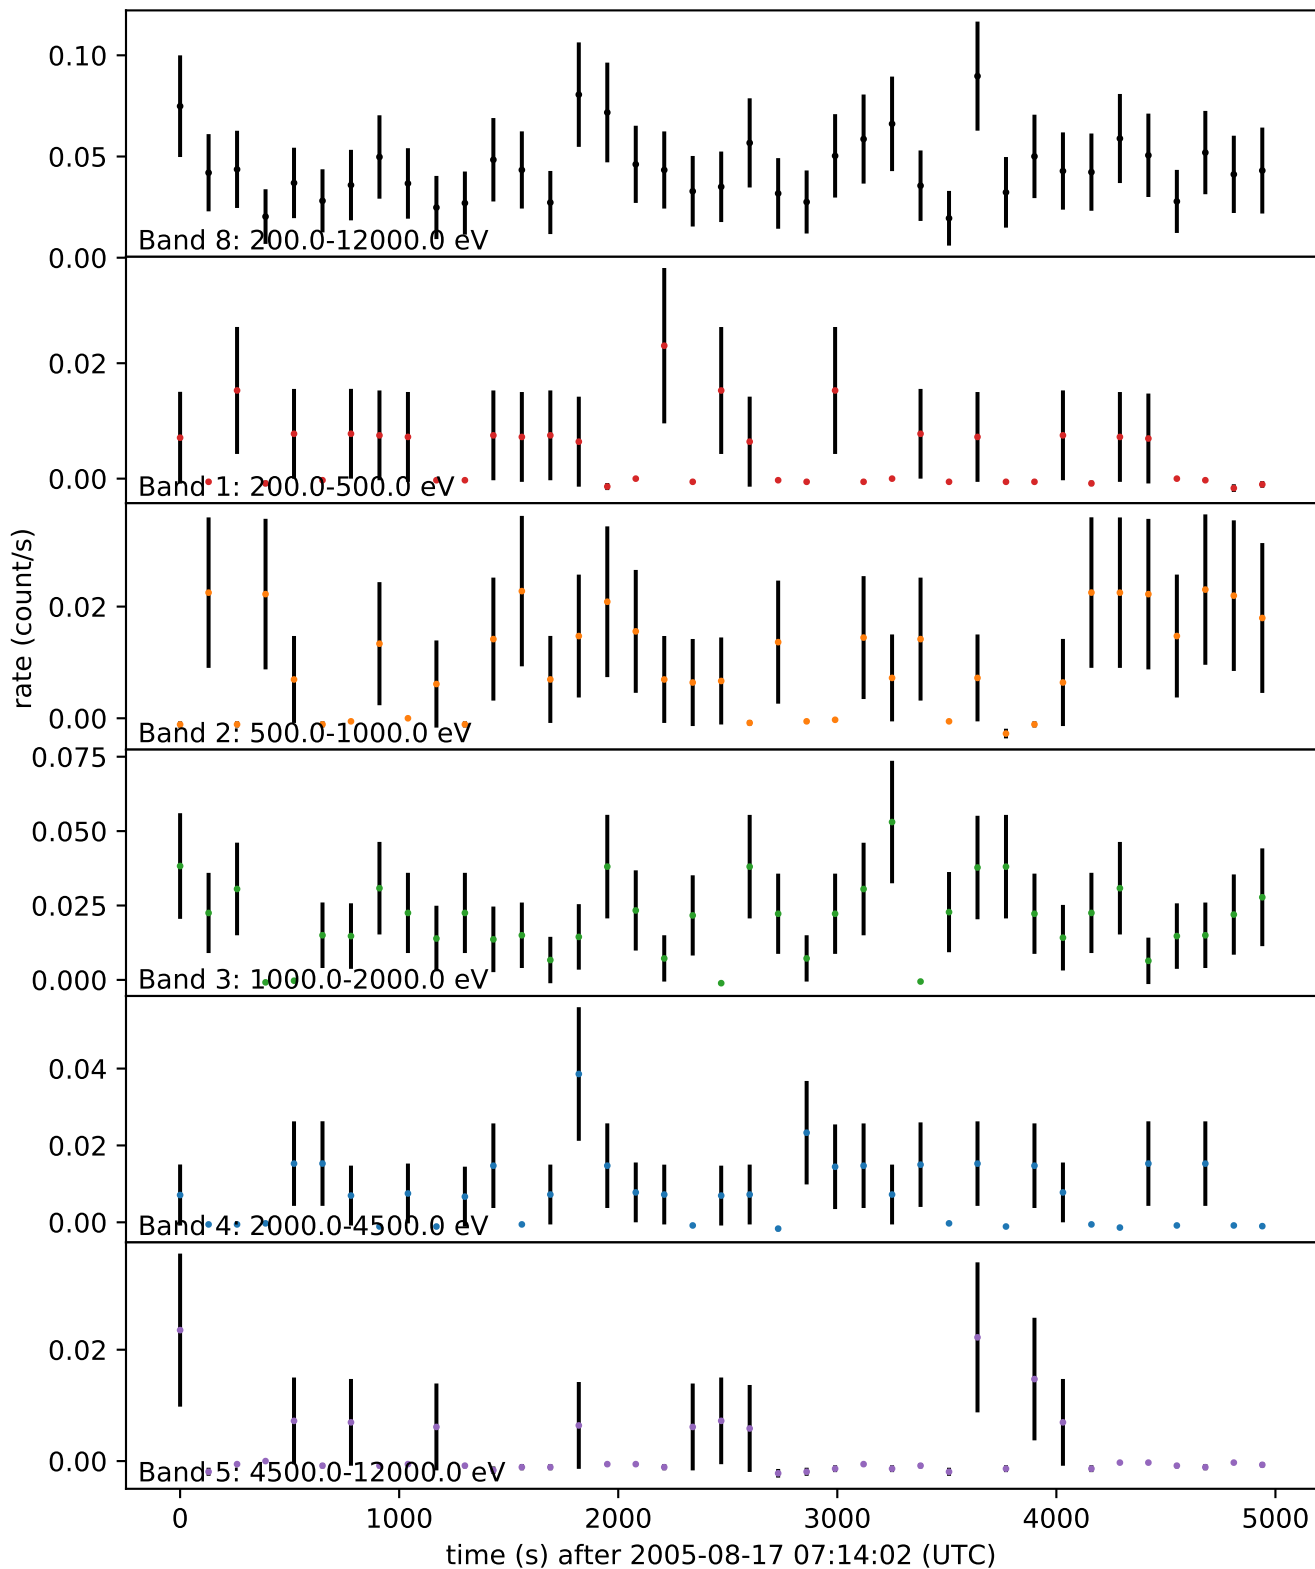 0.10
0.05
0.00
Band 8: 200.0-12000.0 eV
0.02
0.00
Band 1: 200.0-500.0 eV
rate (count/s)
0.02
0.00
Band 2: 500.0-1000.0 eV
0.075
0.050
0.025
0.000
Band 3: 1000.0-2000.0 eV
0.04
0.02
0.00
Band 4: 2000.0-4500.0 eV
0.02
0.00
Band 5: 4500.0-12000.0 eV
0 1000 2000 3000 4000 5000
time (s) after 2005-08-17 07:14:02 (UTC)